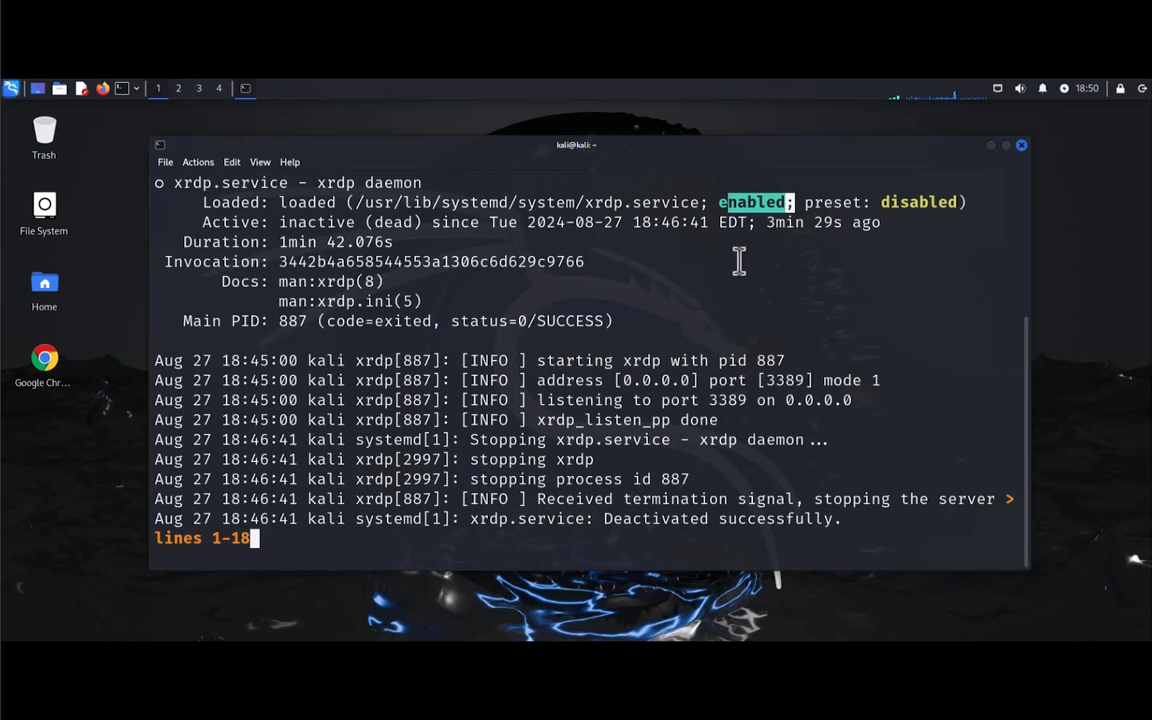 1 2 3 4
18:50
Trash
File System
Home
Google Chr...
kali@kali: ~
File Actions Edit View Help
○ xrdp.service - xrdp daemon
Loaded: loaded (/usr/lib/systemd/system/xrdp.service; enabled; preset: disabled)
Active: inactive (dead) since Tue 2024-08-27 18:46:41 EDT; 3min 29s ago
Duration: 1min 42.076s
Invocation: 3442b4a658544553a1306c6d629c9766
Docs: man:xrdp(8)
man:xrdp.ini(5)
Main PID: 887 (code=exited, status=0/SUCCESS)
Aug 27 18:45:00 kali xrdp[887]: [INFO ] starting xrdp with pid 887
Aug 27 18:45:00 kali xrdp[887]: [INFO ] address [0.0.0.0] port [3389] mode 1
Aug 27 18:45:00 kali xrdp[887]: [INFO ] listening to port 3389 on 0.0.0.0
Aug 27 18:45:00 kali xrdp[887]: [INFO ] xrdp_listen_pp done
Aug 27 18:46:41 kali systemd[1]: Stopping xrdp.service - xrdp daemon...
Aug 27 18:46:41 kali xrdp[2997]: stopping xrdp
Aug 27 18:46:41 kali xrdp[2997]: stopping process id 887
Aug 27 18:46:41 kali xrdp[887]: [INFO ] Received termination signal, stopping the server >
Aug 27 18:46:41 kali systemd[1]: xrdp.service: Deactivated successfully.
lines 1-18